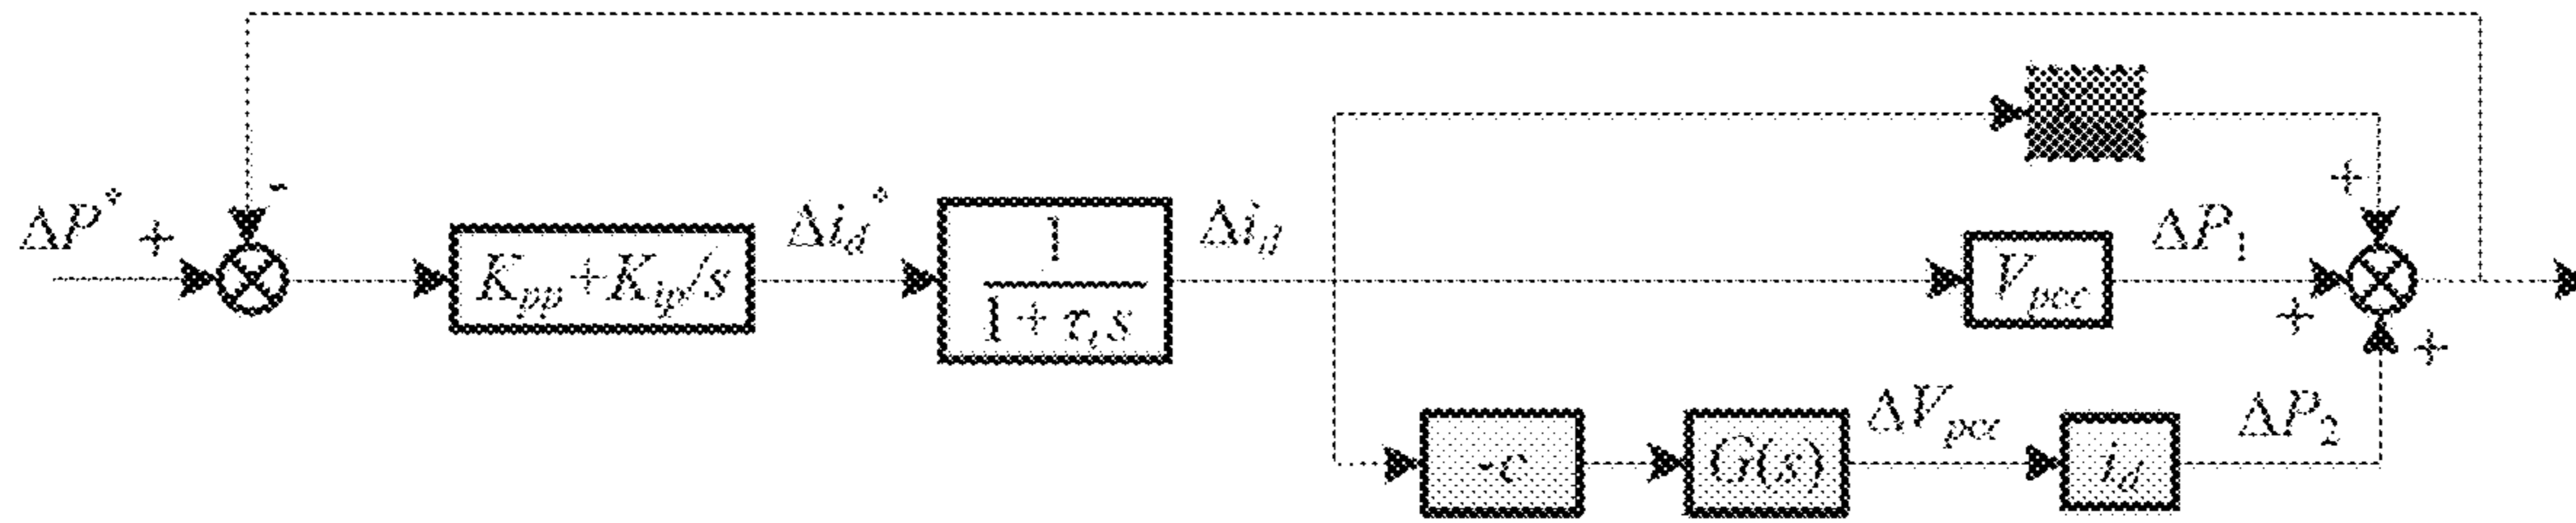 ΔP* + -
K_pp+K_ip/s
Δi_d*
1
1+τ_i s
Δi_d
V_pcc
ΔP_1
+
+
+
-c
G(s)
ΔV_pcc
i_d
ΔP_2